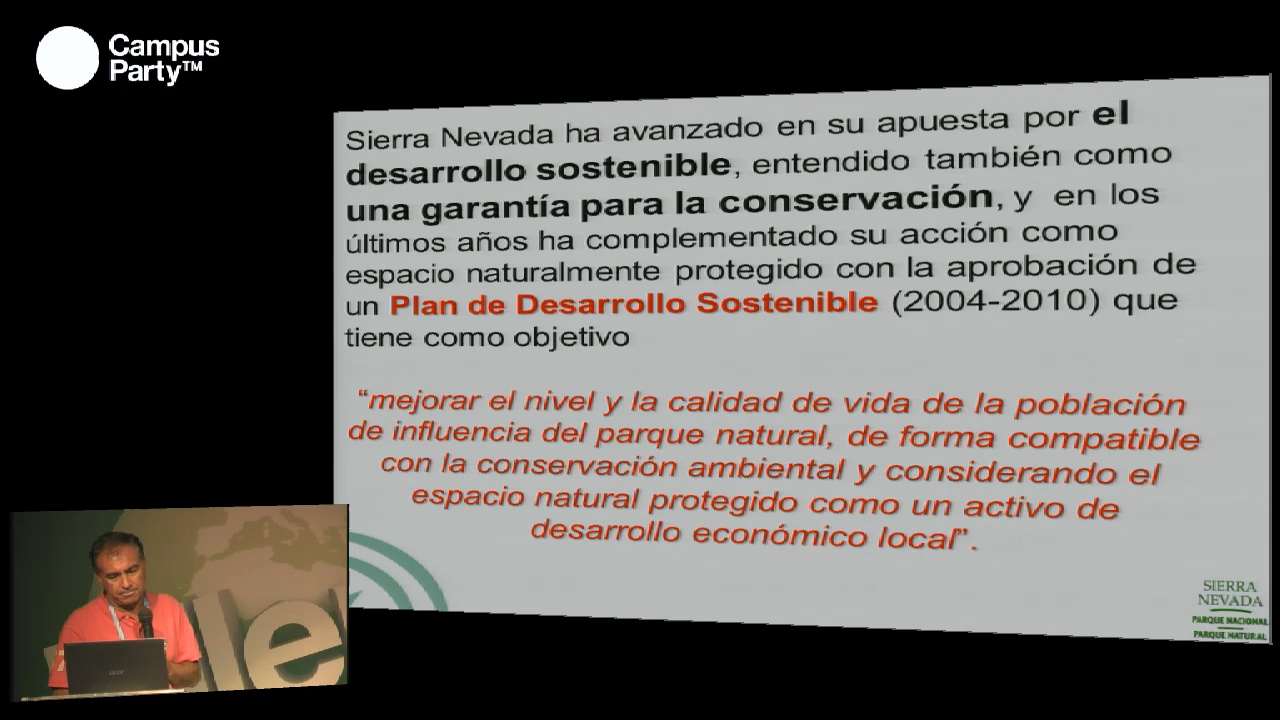 Campus
Party™
Sierra Nevada ha avanzado en su apuesta por el
desarrollo sostenible, entendido también como
una garantía para la conservación, y en los
últimos años ha complementado su acción como
espacio naturalmente protegido con la aprobación de
un Plan de Desarrollo Sostenible (2004-2010) que
tiene como objetivo
“mejorar el nivel y la calidad de vida de la población
de influencia del parque natural, de forma compatible
con la conservación ambiental y considerando el
espacio natural protegido como un activo de
desarrollo económico local”.
SIERRA
NEVADA
PARQUE NACIONAL
PARQUE NATURAL
le
acer